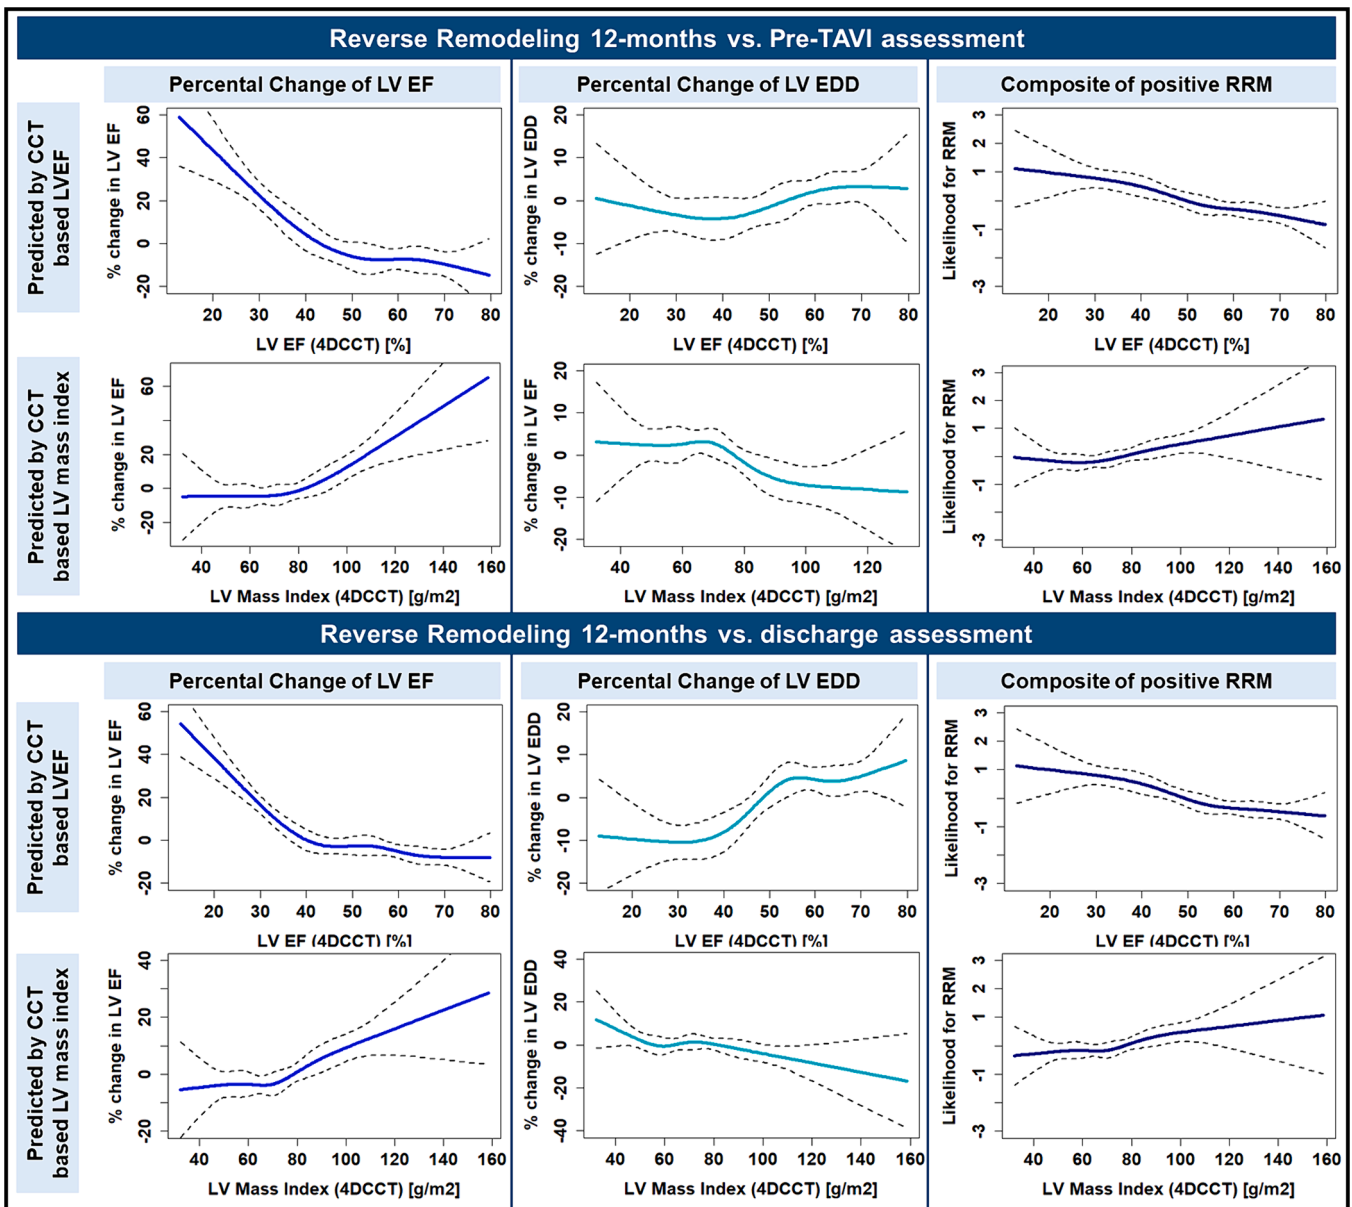 Reverse Remodeling 12-months vs. Pre-TAVI assessment
Percental Change of LV EF
Percental Change of LV EDD
Composite of positive RRM
Predicted by CCT
based LVEF
% change in LV EF
60
40
20
0
-20
20 30 40 50 60 70 80
LV EF (4DCCT) [%]
% change in LV EDD
20
10
0
-10
-20
20 30 40 50 60 70 80
LV EF (4DCCT) [%]
Likelihood for RRM
3
2
1
-1
-3
20 30 40 50 60 70 80
LV EF (4DCCT) [%]
Predicted by CCT
based LV mass index
% change in LV EF
60
20
0
-20
40 60 80 100 120 140 160
LV Mass Index (4DCCT) [g/m2]
% change in LV EF
20
10
0
-10
-20
40 60 80 100 120
LV Mass Index (4DCCT) [g/m2]
Likelihood for RRM
3
2
1
-1
-3
40 60 80 100 120 140 160
LV Mass Index (4DCCT) [g/m2]
Reverse Remodeling 12-months vs. discharge assessment
Percental Change of LV EF
Percental Change of LV EDD
Composite of positive RRM
Predicted by CCT
based LVEF
% change in LV EF
60
40
20
0
-20
20 30 40 50 60 70 80
LV EF (4DCCT) [%]
% change in LV EDD
20
10
0
-10
-20
20 30 40 50 60 70 80
LV EF (4DCCT) [%]
Likelihood for RRM
3
2
1
-1
-3
20 30 40 50 60 70 80
LV EF (4DCCT) [%]
Predicted by CCT
based LV mass index
% change in LV EF
40
20
0
-20
40 60 80 100 120 140 160
LV Mass Index (4DCCT) [g/m2]
% change in LV EDD
40
20
0
-20
-40
40 60 80 100 120 140 160
LV Mass Index (4DCCT) [g/m2]
Likelihood for RRM
3
2
1
-1
-3
40 60 80 100 120 140 160
LV Mass Index (4DCCT) [g/m2]